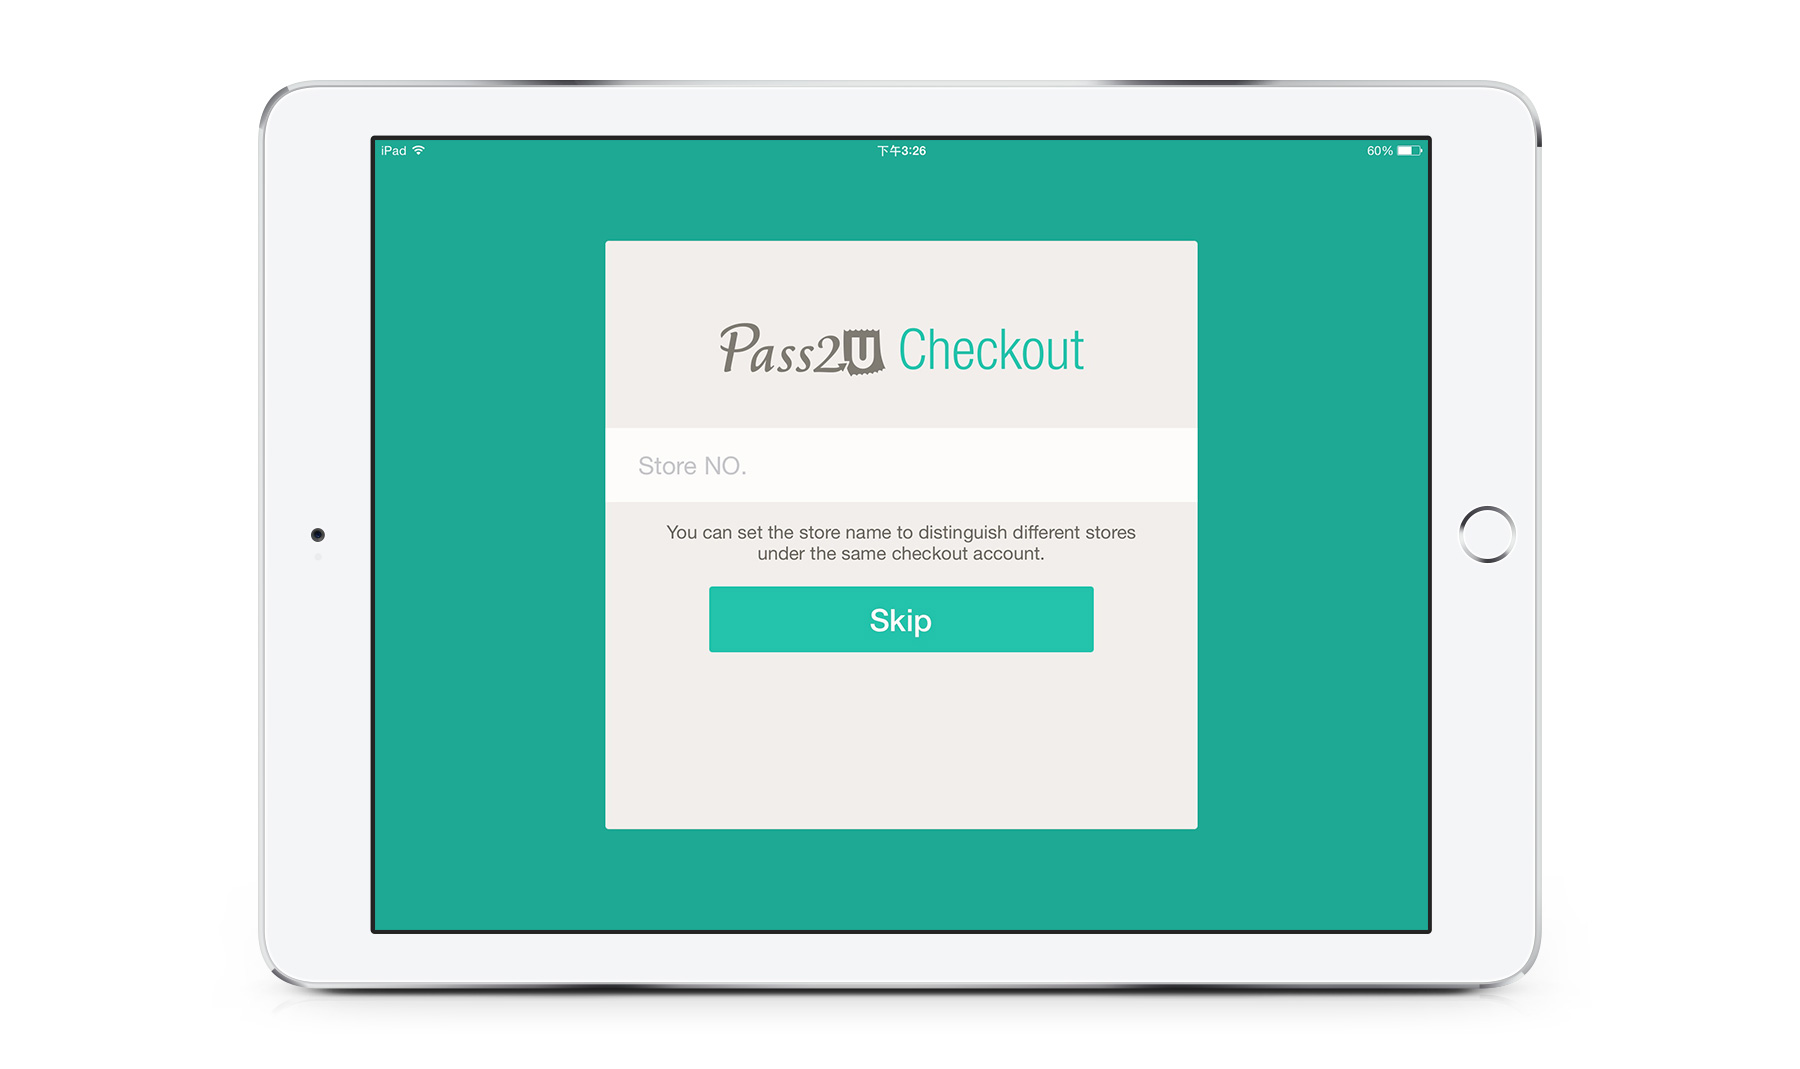 iPad 下午3:26 60%
Pass2U Checkout
Store NO.
You can set the store name to distinguish different stores
under the same checkout account.
Skip